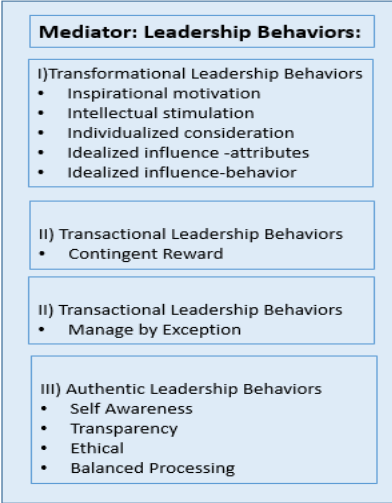 Mediator: Leadership Behaviors:
I)Transformational Leadership Behaviors
• Inspirational motivation
• Intellectual stimulation
• Individualized consideration
• Idealized influence -attributes
• Idealized influence-behavior
II) Transactional Leadership Behaviors
• Contingent Reward
II) Transactional Leadership Behaviors
• Manage by Exception
III) Authentic Leadership Behaviors
• Self Awareness
• Transparency
• Ethical
• Balanced Processing